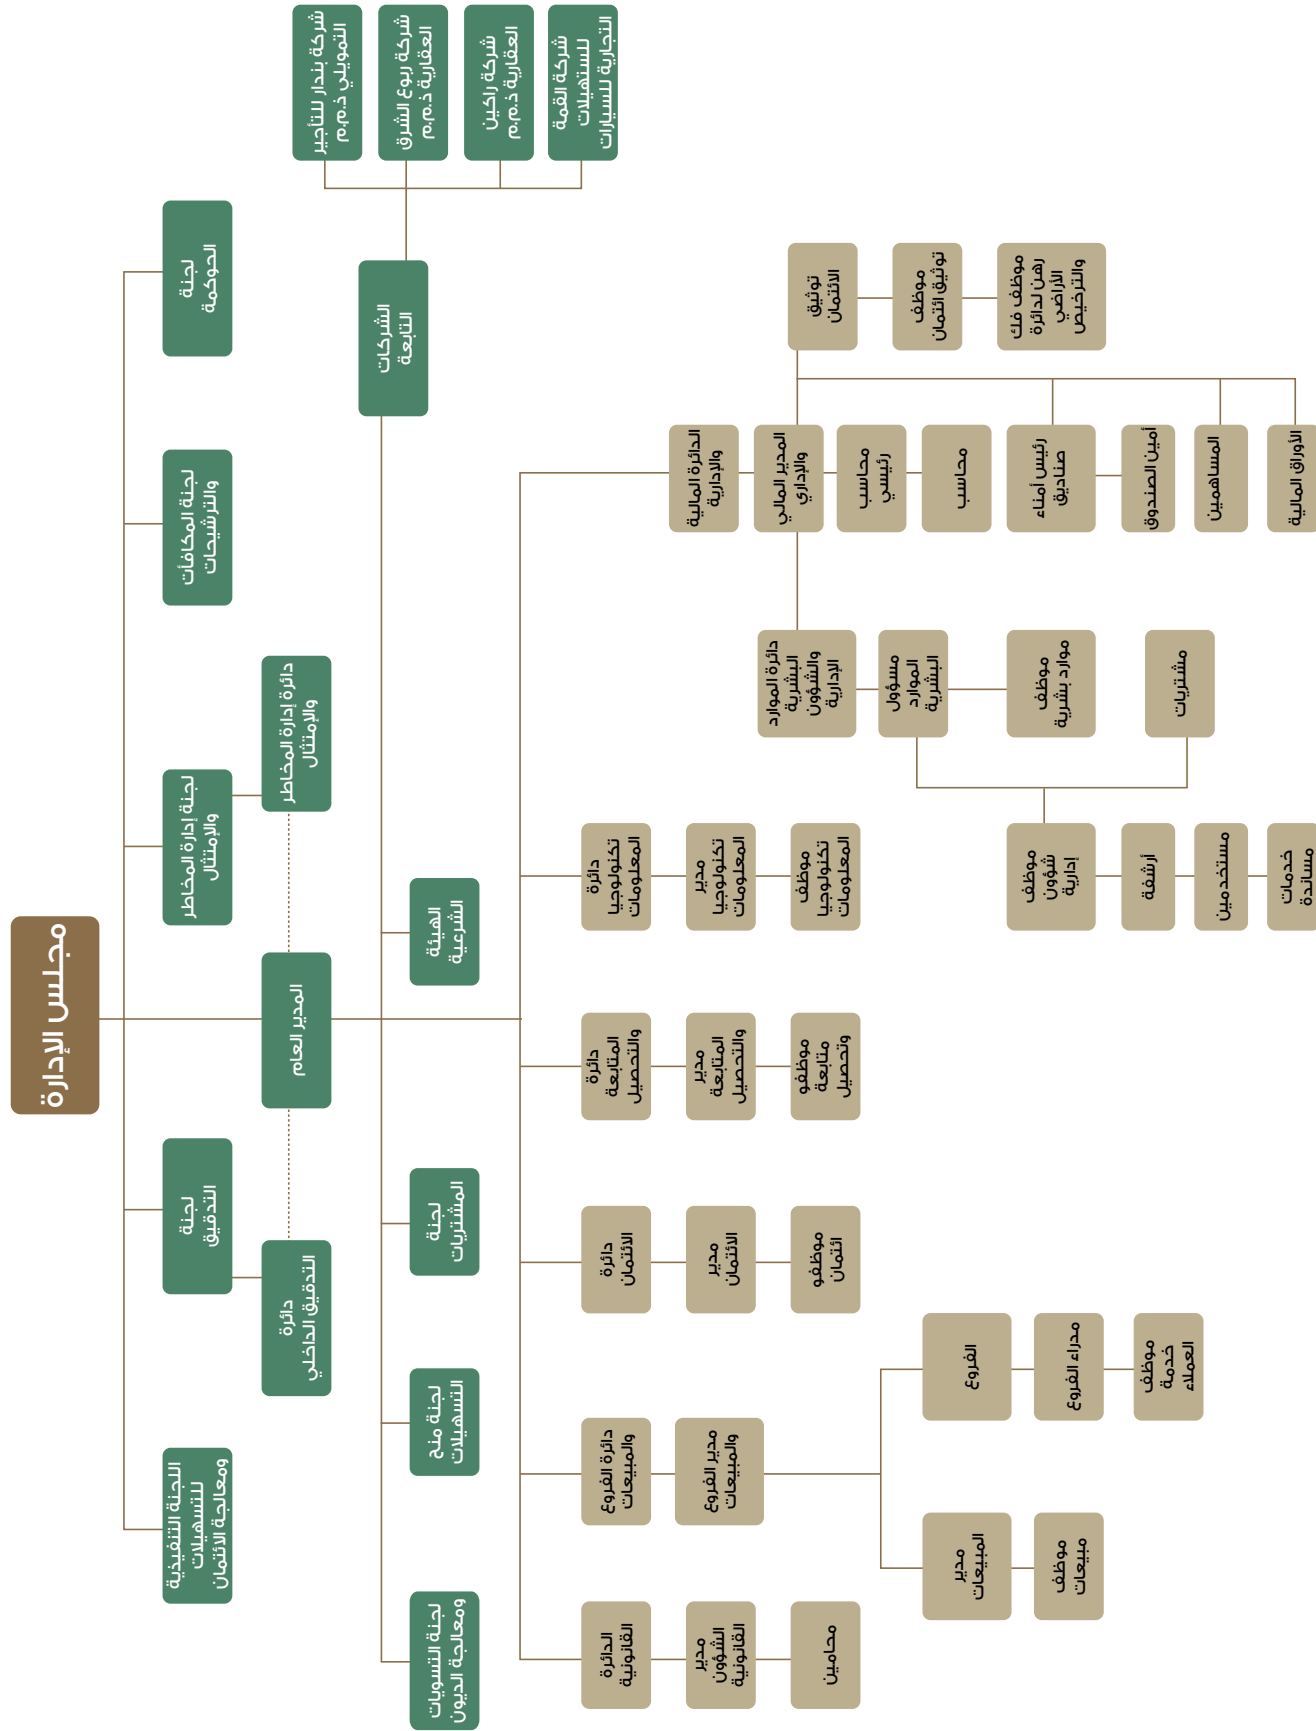 مجلس الإدارة
لجنة
الحوكمة
لجنة المكافأت
والترشيحات
لجنة إدارة المخاطر
والإمتثال
لجنة
التدقيق
اللجنة التنفيذية
للتسهيلات
ومعالجة الائتمان
دائرة إدارة المخاطر
والإمتثال
المدير العام
دائرة
التدقيق الداخلي
الشركات
التابعة
شركة بندار للتأجير
التمويلي ذ.م.م
شركة ربوع الشرق
العقارية ذ.م.م
شركة راكين
العقارية ذ.م.م
شركة القمة
للتسهيلات
التجارية للسيارات
الهيئة
الشرعية
لجنة
المشتريات
لجنة منح
التسهيلات
لجنة التسويات
ومعالجة الديون
الدائرة المالية
والإدارية
المدير المالي
والإداري
محاسب
رئيسي
محاسب
رئيس أمناء
صناديق
أمين الصندوق
المساهمين
الأوراق المالية
توثيق
الائتمان
موظف
توثيق ائتمان
موظف فك
رهن لدائرة
الأراضي
والترخيص
دائرة الموارد
البشرية
والشؤون
الإدارية
مسؤول
الموارد
البشرية
موظف
موارد بشرية
مشتريات
موظف
شؤون
إدارية
أرشفة
مستخدمين
خدمات
مساندة
دائرة
تكنولوجيا
المعلومات
مدير
تكنولوجيا
المعلومات
موظف
تكنولوجيا
المعلومات
دائرة
المتابعة
والتحصيل
مدير
المتابعة
والتحصيل
موظفو
متابعة
وتحصيل
دائرة
الائتمان
مدير
الائتمان
موظفو
ائتمان
دائرة الفروع
والمبيعات
مدير الفروع
والمبيعات
الفروع
مدراء الفروع
موظف
خدمة
العملاء
مدير
المبيعات
موظف
مبيعات
الدائرة
القانونية
مدير
الشؤون
القانونية
محامين